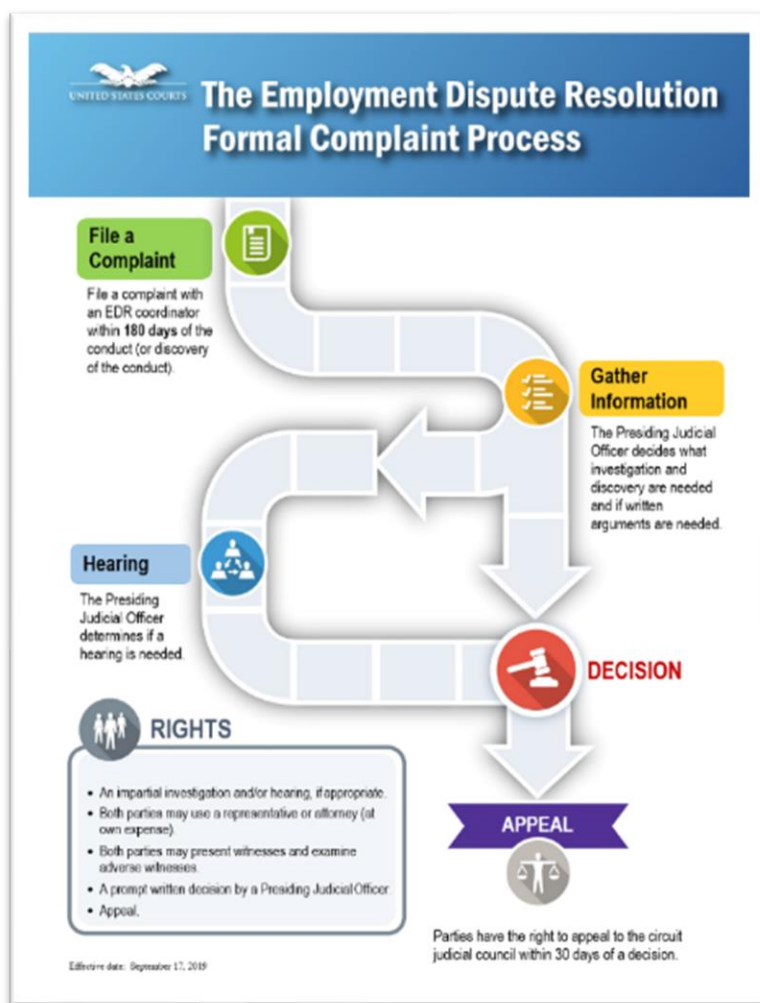 UNITED STATES COURTS
The Employment Dispute Resolution
Formal Complaint Process
File a
Complaint
File a complaint with
an EDR coordinator
within 180 days of the
conduct (or discovery
of the conduct).
Gather
Information
The Presiding Judicial
Officer decides what
investigation and
discovery are needed
and if written
arguments are needed.
Hearing
The Presiding
Judicial Officer
determines if a
hearing is needed.
DECISION
RIGHTS
• An impartial investigation and/or hearing, if appropriate.
• Both parties may use a representative or attorney (at
own expense).
• Both parties may present witnesses and examine
adverse witnesses.
• A prompt written decision by a Presiding Judicial Officer
• Appeal.
APPEAL
Parties have the right to appeal to the circuit
judicial council within 30 days of a decision.
Effective date: September 17, 2019